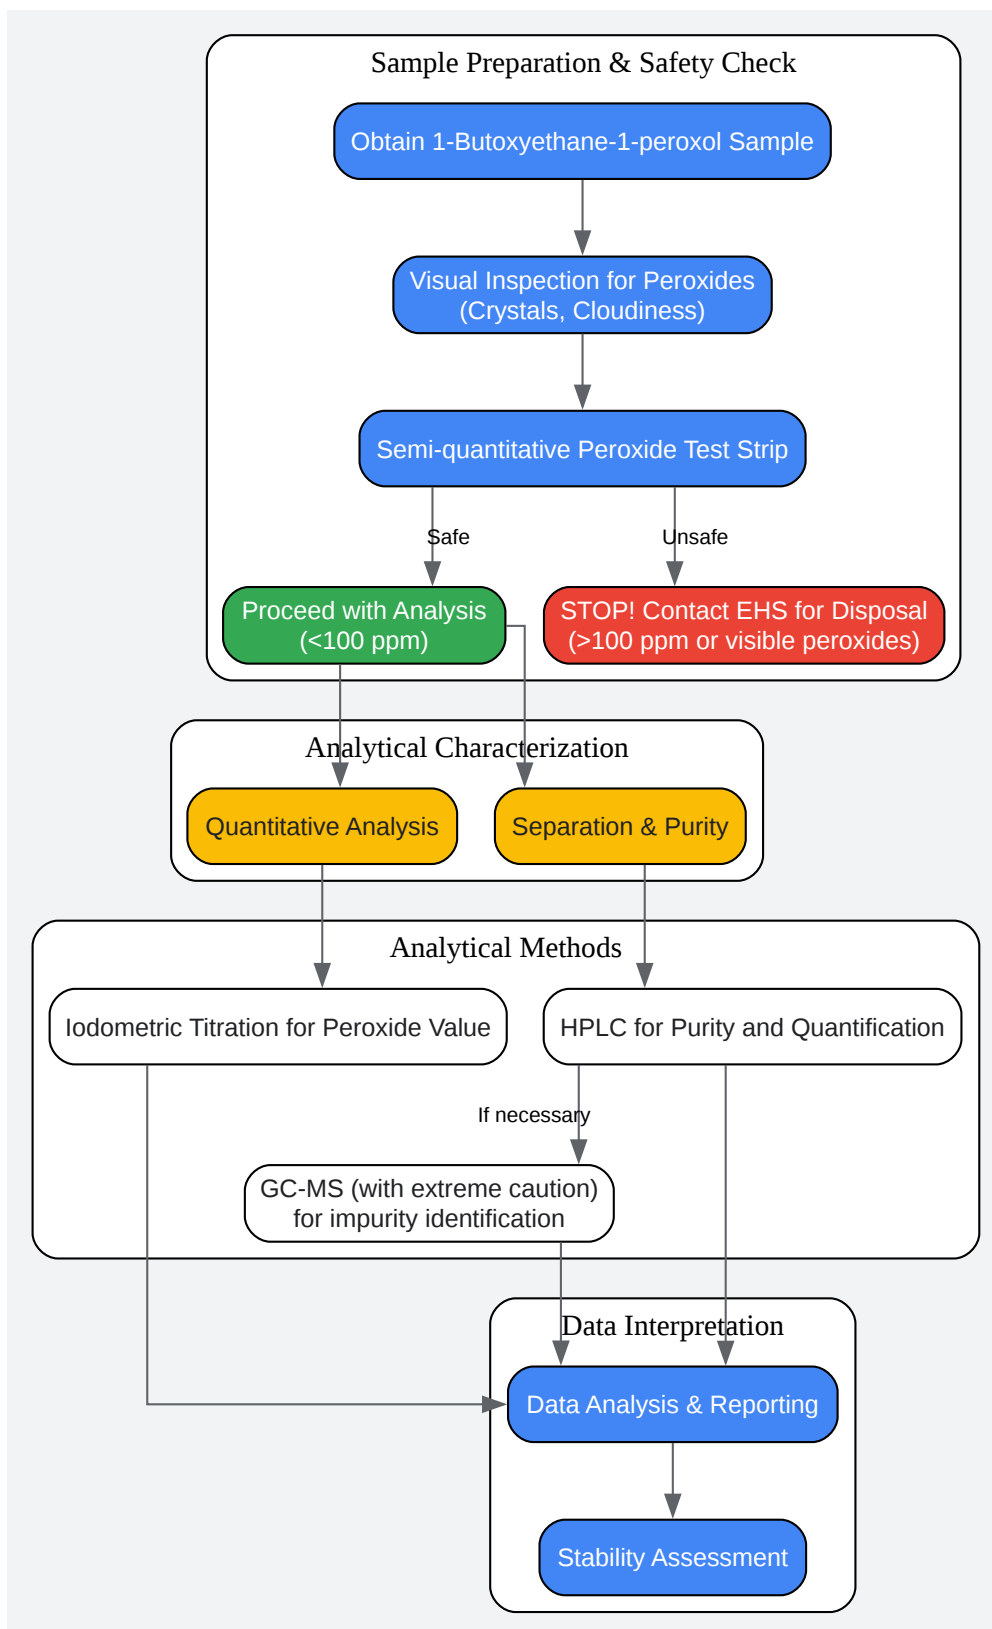 Sample Preparation & Safety Check
Obtain 1-Butoxyethane-1-peroxol Sample
Visual Inspection for Peroxides
(Crystals, Cloudiness)
Semi-quantitative Peroxide Test Strip
Safe
Unsafe
Proceed with Analysis
(<100 ppm)
STOP! Contact EHS for Disposal
(>100 ppm or visible peroxides)
Analytical Characterization
Quantitative Analysis
Separation & Purity
Analytical Methods
Iodometric Titration for Peroxide Value
HPLC for Purity and Quantification
If necessary
GC-MS (with extreme caution)
for impurity identification
Data Interpretation
Data Analysis & Reporting
Stability Assessment